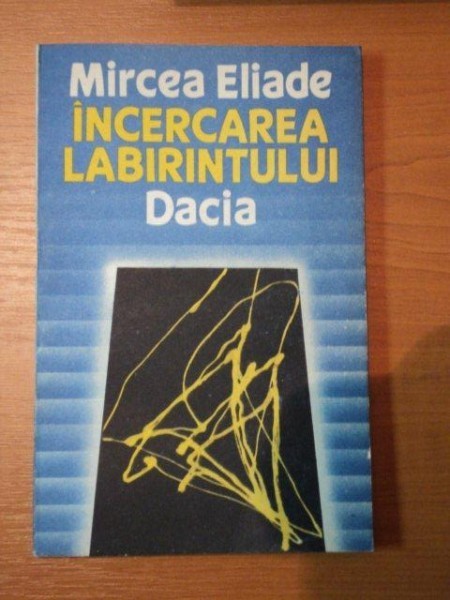 Mircea Eliade
ÎNCERCAREA
LABIRINTULUI
Dacia